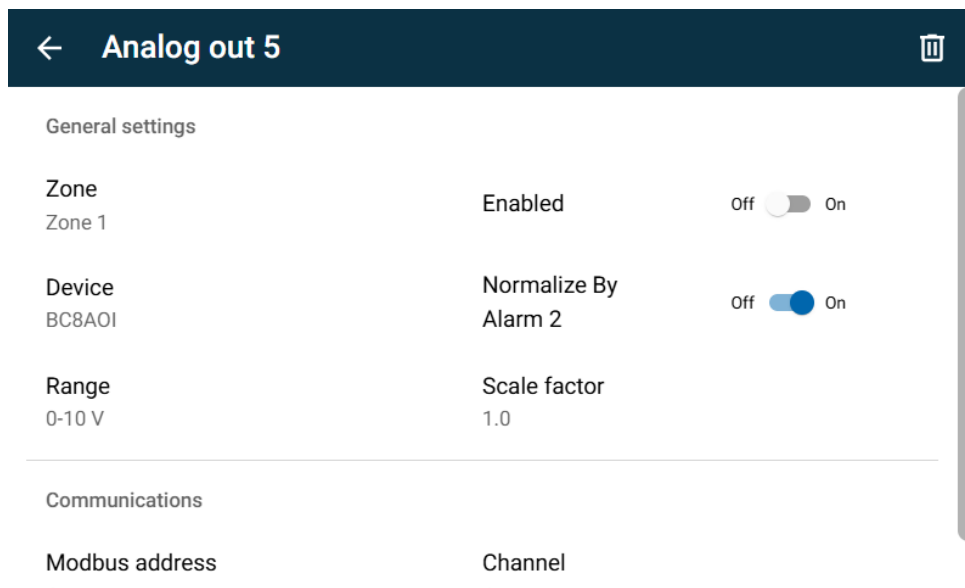 Analog out 5
General settings
Zone
Zone 1
Enabled
Off On
Device
BC8AOI
Normalize By
Alarm 2
Off On
Range
0-10 V
Scale factor
1.0
Communications
Modbus address
Channel